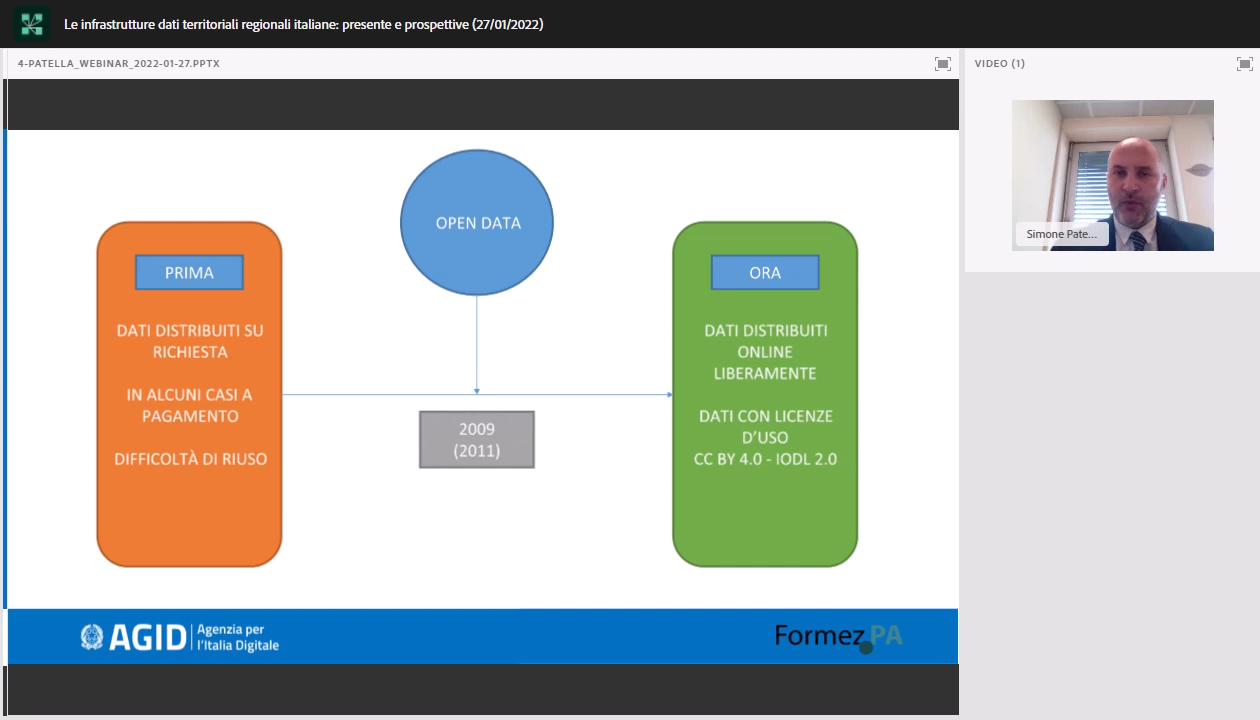 Le infrastrutture dati territoriali regionali italiane: presente e prospettive (27/01/2022)
4-PATELLA_WEBINAR_2022-01-27.PPTX
VIDEO (1)
OPEN DATA
PRIMA
DATI DISTRIBUITI SU
RICHIESTA
IN ALCUNI CASI A
PAGAMENTO
DIFFICOLTÀ DI RIUSO
2009
(2011)
ORA
DATI DISTRIBUITI
ONLINE
LIBERAMENTE
DATI CON LICENZE
D'USO
CC BY 4.0 - IODL 2.0
Simone Pate...
AGID
Agenzia per
l'Italia Digitale
Formez PA